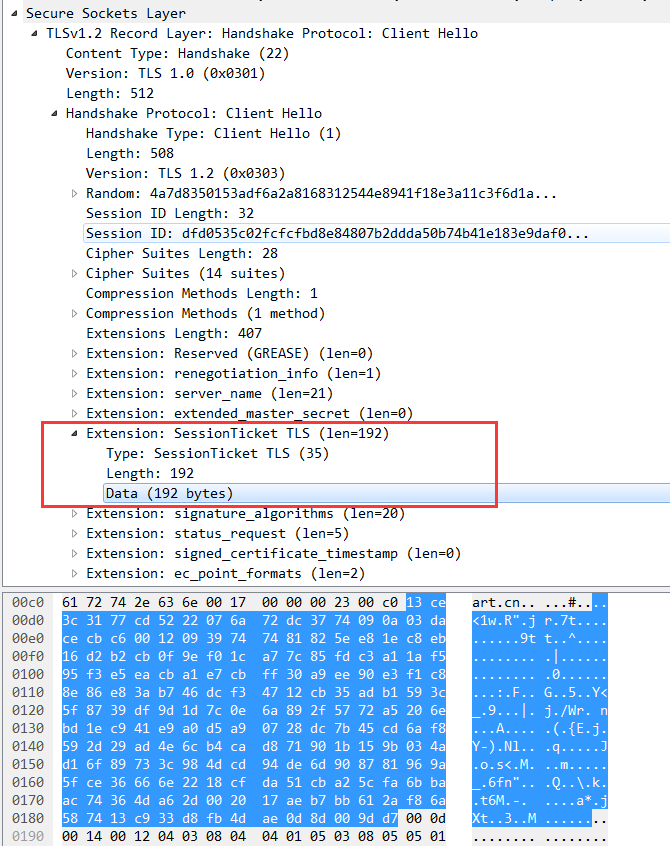 Secure Sockets Layer
TLSv1.2 Record Layer: Handshake Protocol: Client Hello
Content Type: Handshake (22)
Version: TLS 1.0 (0x0301)
Length: 512
Handshake Protocol: Client Hello
Handshake Type: Client Hello (1)
Length: 508
Version: TLS 1.2 (0x0303)
Random: 4a7d8350153adf6a2a8168312544e8941f18e3a11c3f6d1a...
Session ID Length: 32
Session ID: dfd0535c02fcfcfbd8e84807b2ddda50b74b41e183e9daf0...
Cipher Suites Length: 28
Cipher Suites (14 suites)
Compression Methods Length: 1
Compression Methods (1 method)
Extensions Length: 407
Extension: Reserved (GREASE) (len=0)
Extension: renegotiation_info (len=1)
Extension: server_name (len=21)
Extension: extended_master_secret (len=0)
Extension: SessionTicket TLS (len=192)
Type: SessionTicket TLS (35)
Length: 192
Data (192 bytes)
Extension: signature_algorithms (len=20)
Extension: status_request (len=5)
Extension: signed_certificate_timestamp (len=0)
Extension: ec_point_formats (len=2)
00c0 61 72 74 2e 63 6e 00 17 00 00 00 23 00 c0 13 ce art.cn.. ...#....
00d0 3c 31 77 cd 52 22 07 6a 72 dc 37 74 09 0a 03 da <1w.R".j r.7t....
00e0 ce cb c6 00 12 09 39 74 74 81 82 5e e8 1e c8 eb ......9t t..^....
00f0 16 d2 b2 cb 0f 9e f0 1c a7 7c 85 fd c3 a1 1a f5 ........ .|......
0100 95 f3 e5 ea cb a1 e7 cb ff 30 a9 ee 90 e3 f1 c8 ........ .0......
0110 8e 86 e8 3a b7 46 dc f3 47 12 cb 35 ad b1 59 3c ...:.F.. G..5..Y<
0120 5f 87 39 df 9d 1d 7c 0e 6a 89 2f 57 72 a5 20 6e _.9...|. j./Wr. n
0130 bd 1e c9 41 e9 a0 d5 a9 07 28 dc 7b 45 cd 6a f8 ...A.... .(.{E.j.
0140 59 2d 29 ad 4e 6c b4 ca d8 71 90 1b 15 9b 03 4a Y-).Nl.. .q.....J
0150 d1 6f 89 73 3c 98 4d cd 94 de 6d 90 87 81 96 9a .o.s<.M. ..m.....
0160 5f ce 36 66 6e 22 18 cf da 51 cb a2 5c fa 6b ba _.6fn".. .Q..\.k.
0170 ac 74 36 4d a6 2d 00 20 17 ae b7 bb 61 2a f8 6a .t6M.-. ....a*.j
0180 58 74 13 c9 33 d8 fb 4d ae 0d 8d 00 9d d7 00 0d Xt..3..M ........
0190 00 14 00 12 04 03 08 04 04 01 05 03 08 05 05 01 ........ ........